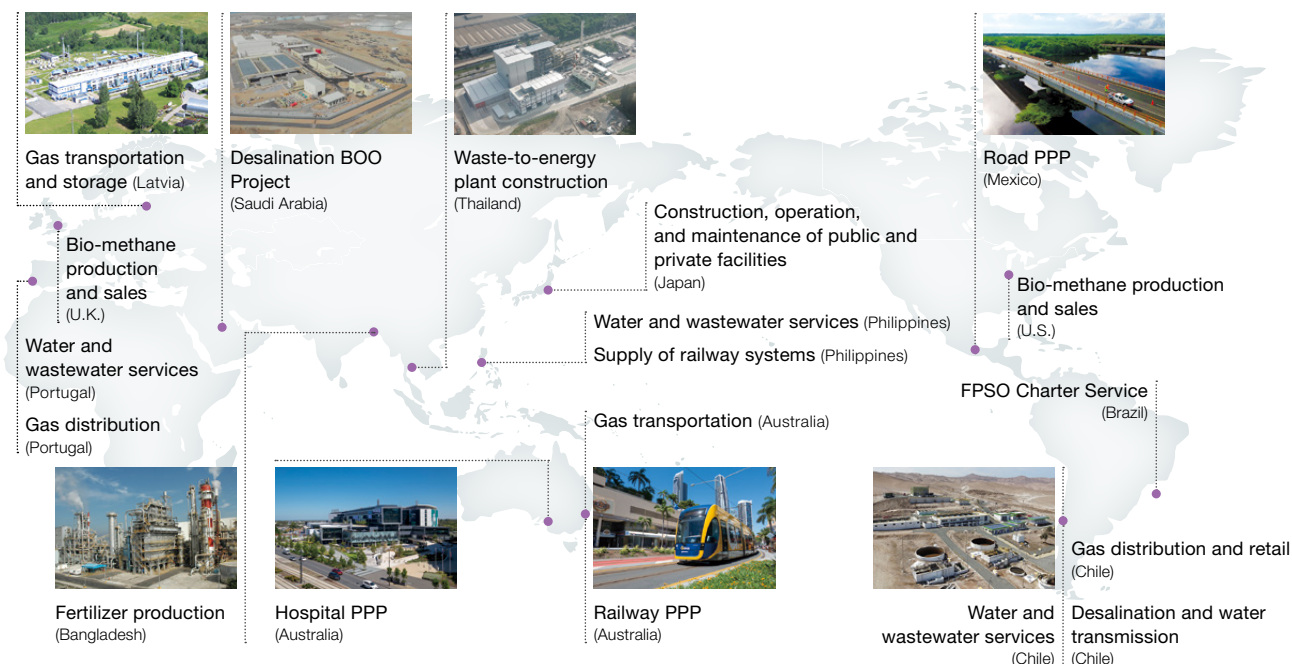 Gas transportation
and storage (Latvia)
Desalination BOO
Project
(Saudi Arabia)
Waste-to-energy
plant construction
(Thailand)
Road PPP
(Mexico)
Construction, operation,
and maintenance of public and
private facilities
(Japan)
Bio-methane
production
and sales
(U.K.)
Bio-methane production
and sales
(U.S.)
Water and wastewater services (Philippines)
Supply of railway systems (Philippines)
Water and
wastewater services
(Portugal)
Gas distribution
(Portugal)
FPSO Charter Service
(Brazil)
Gas transportation (Australia)
Gas distribution and retail
(Chile)
Fertilizer production
(Bangladesh)
Hospital PPP
(Australia)
Railway PPP
(Australia)
Water and
wastewater services
(Chile)
Desalination and water
transmission
(Chile)